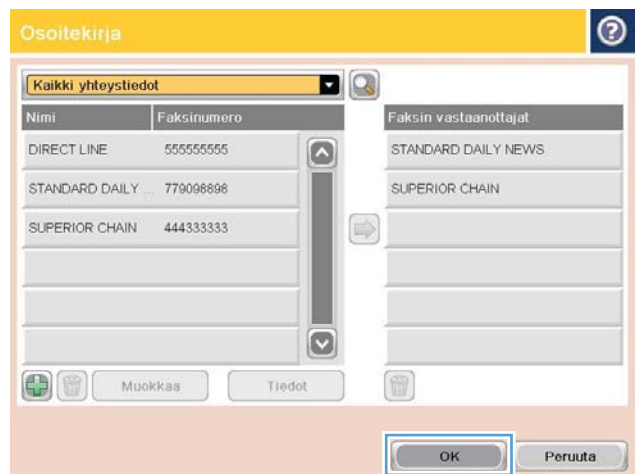 Osoitekirja
Kaikki yhteystiedot
Nimi Faksinumero Faksin vastaanottajat
DIRECT LINE 555555555 STANDARD DAILY NEWS
STANDARD DAILY ... 779098898 SUPERIOR CHAIN
SUPERIOR CHAIN 444333333
Muokkaa Tiedot
OK Peruuta